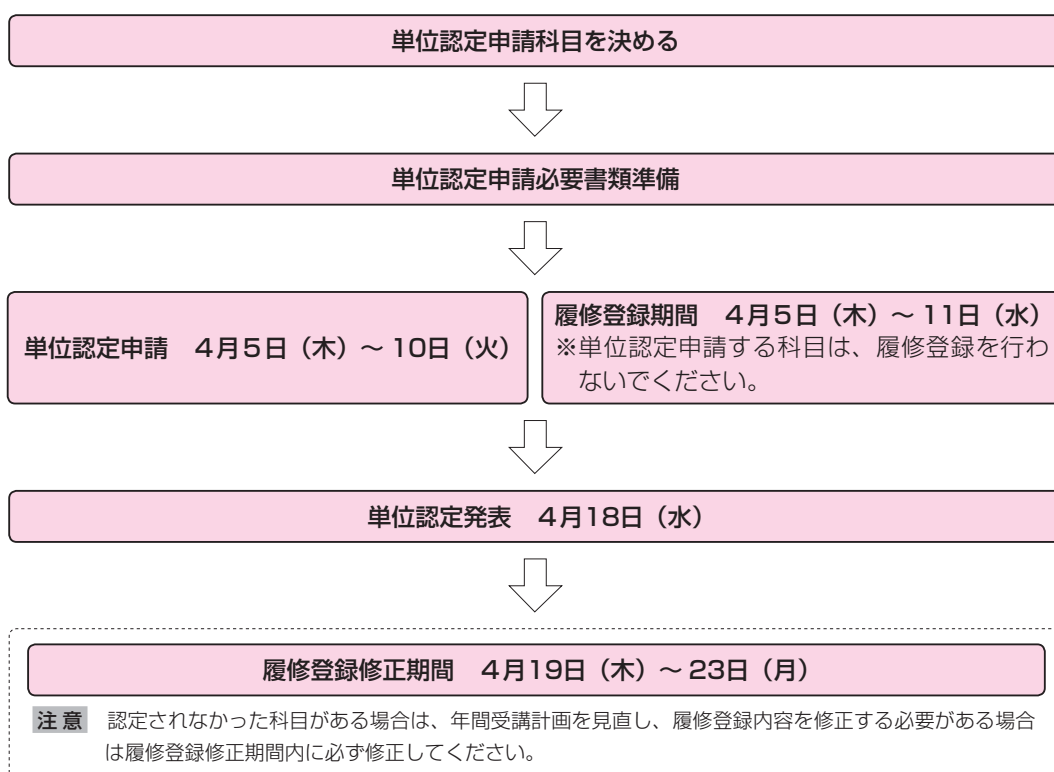 単位認定申請科目を決める
単位認定申請必要書類準備
単位認定申請　4月5日（木）～10日（火）
履修登録期間　4月5日（木）～11日（水）
※単位認定申請する科目は、履修登録を行わ
ないでください。
単位認定発表　4月18日（水）
履修登録修正期間　4月19日（木）～23日（月）
注意　認定されなかった科目がある場合は、年間受講計画を見直し、履修登録内容を修正する必要がある場合
は履修登録修正期間内に必ず修正してください。